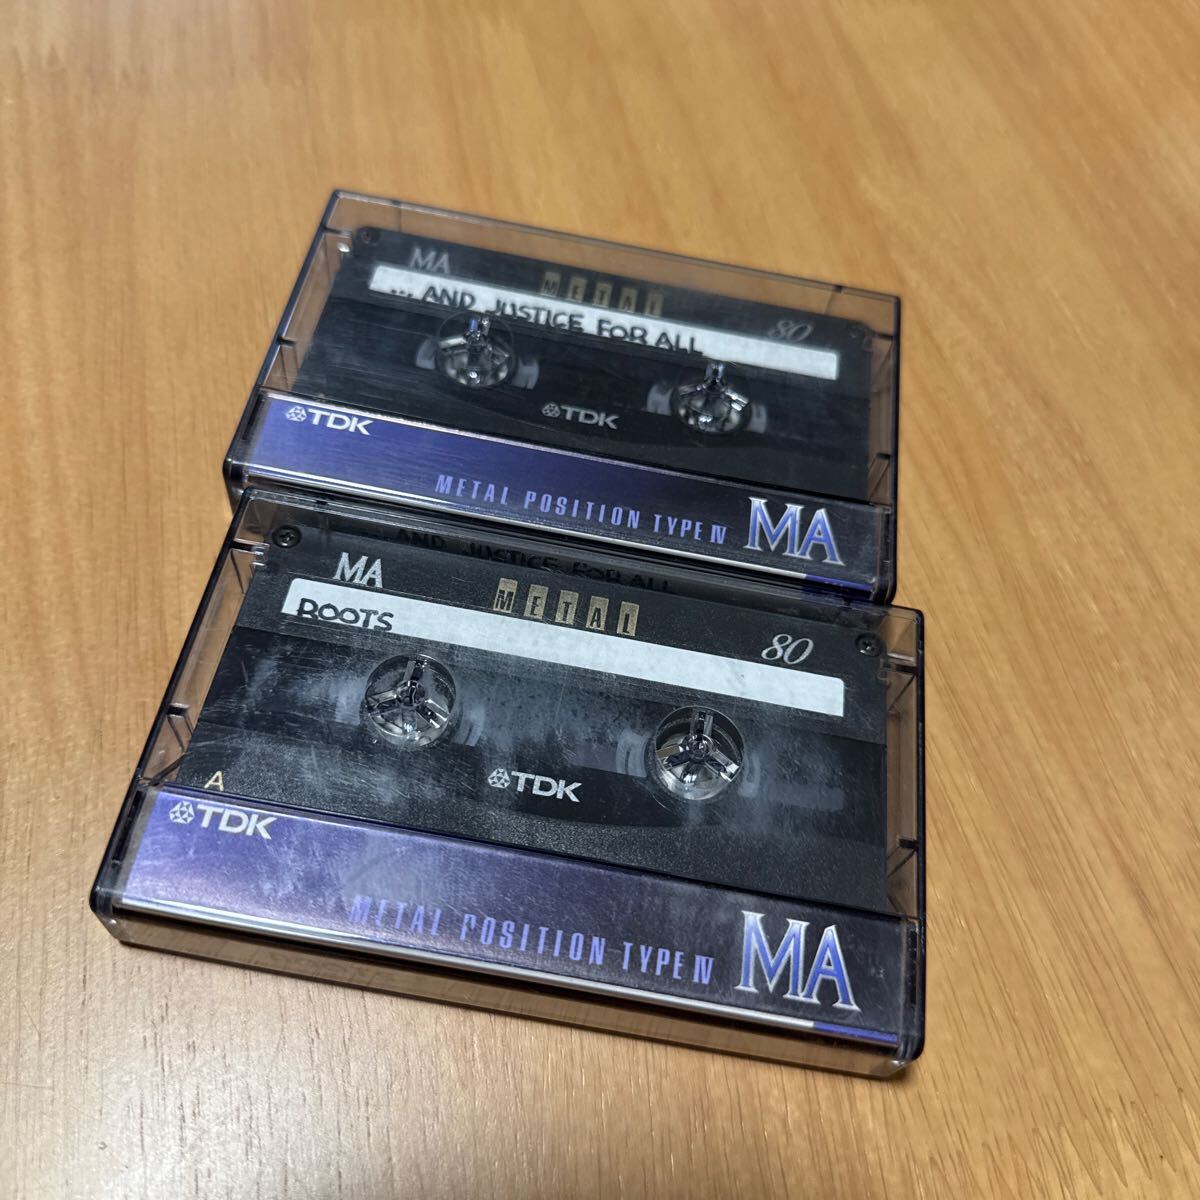 MA
METAL
... AND JUSTICE FOR ALL
80
TDK
TDK
METAL POSITION TYPE IV
MA
AND JUSTICE FOR ALL
MA
METAL
ROOTS
80
TDK
A
TDK
METAL POSITION TYPE IV
MA